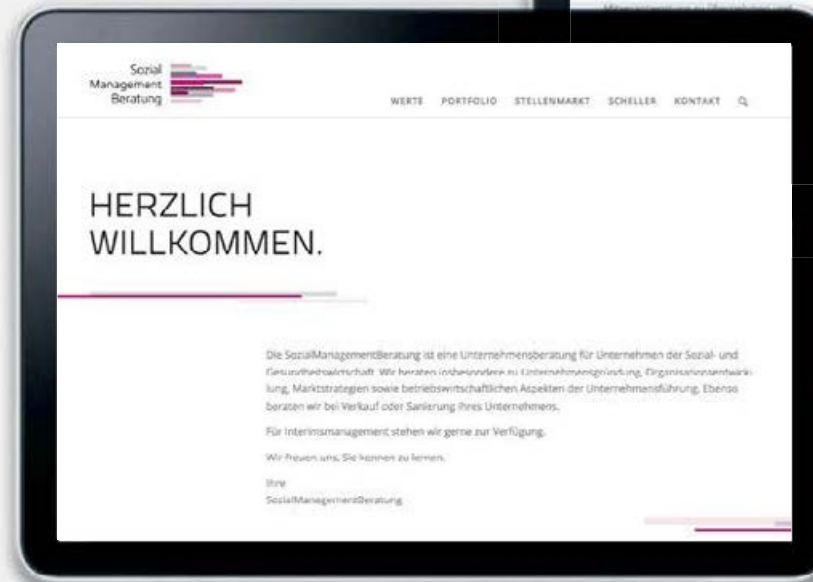 Sozial
Management
Beratung
WERTE PORTFOLIO STELLENMARKT SCHELLER KONTAKT
HERZLICH
WILLKOMMEN.
Die SozialManagementBeratung ist eine Unternehmensberatung für Unternehmen der Sozial- und
Gesundheitswirtschaft. Wir beraten insbesondere zu Unternehmensgründung, Organisationsentwick-
lung, Marktstrategien sowie betriebswirtschaftlichen Aspekten der Unternehmensführung. Ebenso
beraten wir bei Verkauf oder Sanierung Ihres Unternehmens.
Für Interimsmanagement stehen wir gerne zur Verfügung.
Wir freuen uns, Sie kennen zu lernen.
Ihre
SozialManagementBeratung